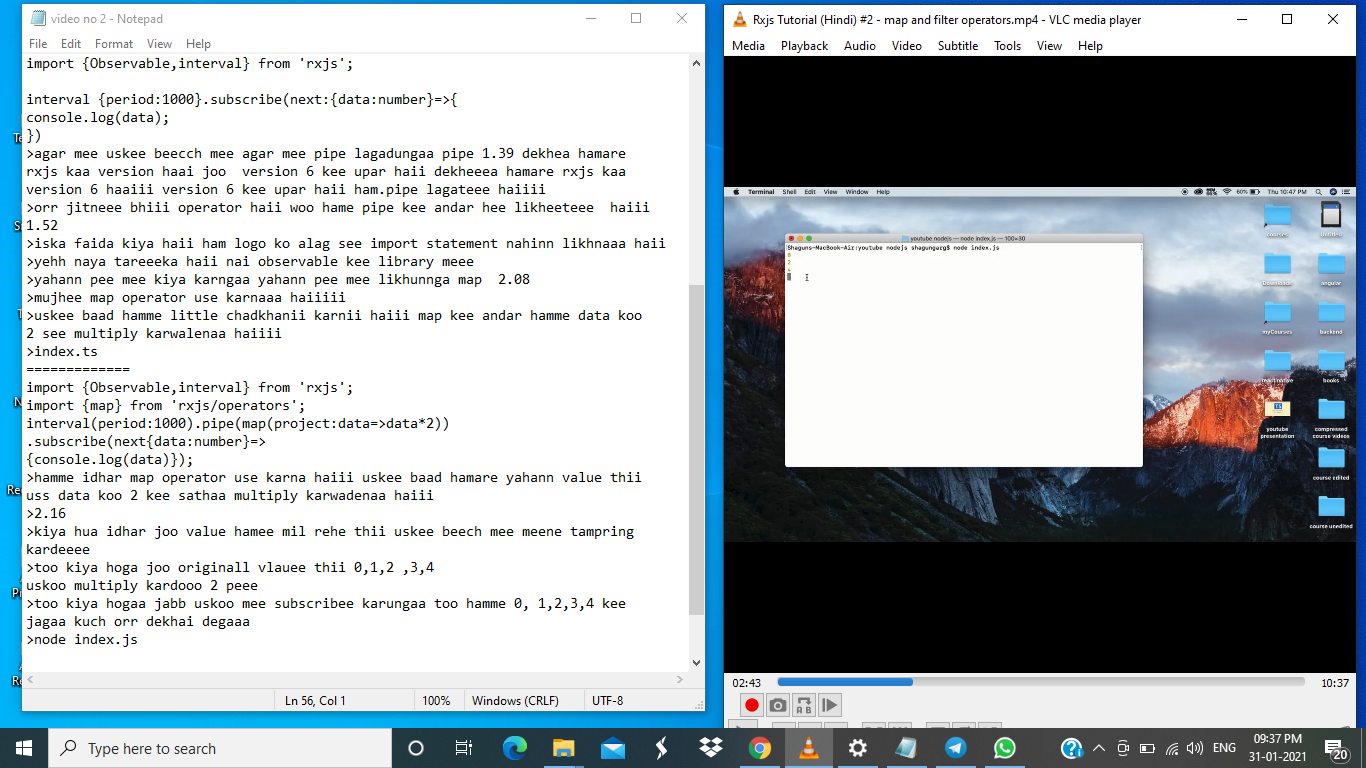 video no 2 - Notepad
File Edit Format View Help
import {Observable,interval} from 'rxjs';
interval {period:1000}.subscribe(next:{data:number}=>{
console.log(data);
})
>agar mee uskee beecch mee agar mee pipe lagadungaa pipe 1.39 dekhea hamare
rxjs kaa version haai joo  version 6 kee upar haii dekheeea hamare rxjs kaa
version 6 haaiii version 6 kee upar haii ham.pipe lagateee haiiii
>orr jitneee bhiii operator haii woo hame pipe kee andar hee likheeteee  haiii
1.52
>iska faida kiya haii ham logo ko alag see import statement nahinn likhnaaa haii
>yehh naya tareeeka haii nai observable kee library meee
>yahann pee mee kiya karngaa yahann pee mee likhunnga map  2.08
>mujhee map operator use karnaaa haiiiii
>uskee baad hamme little chadkhanii karnii haiii map kee andar hamme data koo
2 see multiply karwalenaa haiiii
>index.ts
=============
import {Observable,interval} from 'rxjs';
import {map} from 'rxjs/operators';
interval(period:1000).pipe(map(project:data=>data*2))
.subscribe(next{data:number}=>
{console.log(data)});
>hamme idhar map operator use karna haiii uskee baad hamare yahann value thii
uss data koo 2 kee sathaa multiply karwadenaa haiii
>2.16
>kiya hua idhar joo value hamee mil rehe thii uskee beech mee meene tampring
kardeeee
>too kiya hoga joo originall vlauee thii 0,1,2 ,3,4
uskoo multiply kardooo 2 peee
>too kiya hogaa jabb uskoo mee subscribee karungaa too hamme 0, 1,2,3,4 kee
jagaa kuch orr dekhai degaaa
>node index.js
Ln 56, Col 1 100% Windows (CRLF) UTF-8
Rxjs Tutorial (Hindi) #2 - map and filter operators.mp4 - VLC media player
Media Playback Audio Video Subtitle Tools View Help
Terminal Shell Edit View Window Help 60% Thu 10:47 PM
youtube nodejs — node index.js — 100×30
Shaguns-MacBook-Air:youtube nodejs shagungarg$ node index.js
0
2
courses untitled
Downloads angular
myCourses backend
reactnative books
youtube presentation
compressed course videos
course edited
course unedited
02:43 10:37
A B
Type here to search
ENG
09:37 PM
31-01-2021
20